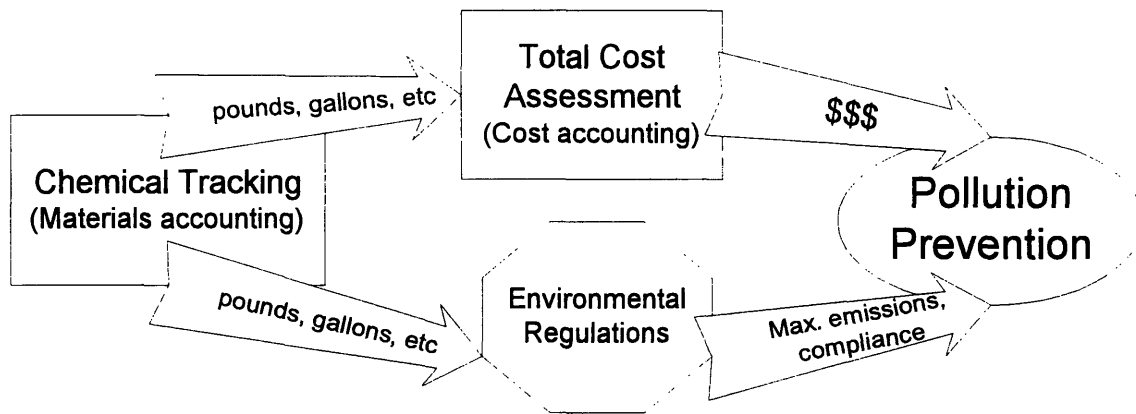 Total Cost
Assessment
(Cost accounting)
pounds, gallons, etc
$$$
Chemical Tracking
(Materials accounting)
Pollution
Prevention
pounds, gallons, etc
Environmental
Regulations
Max. emissions,
compliance